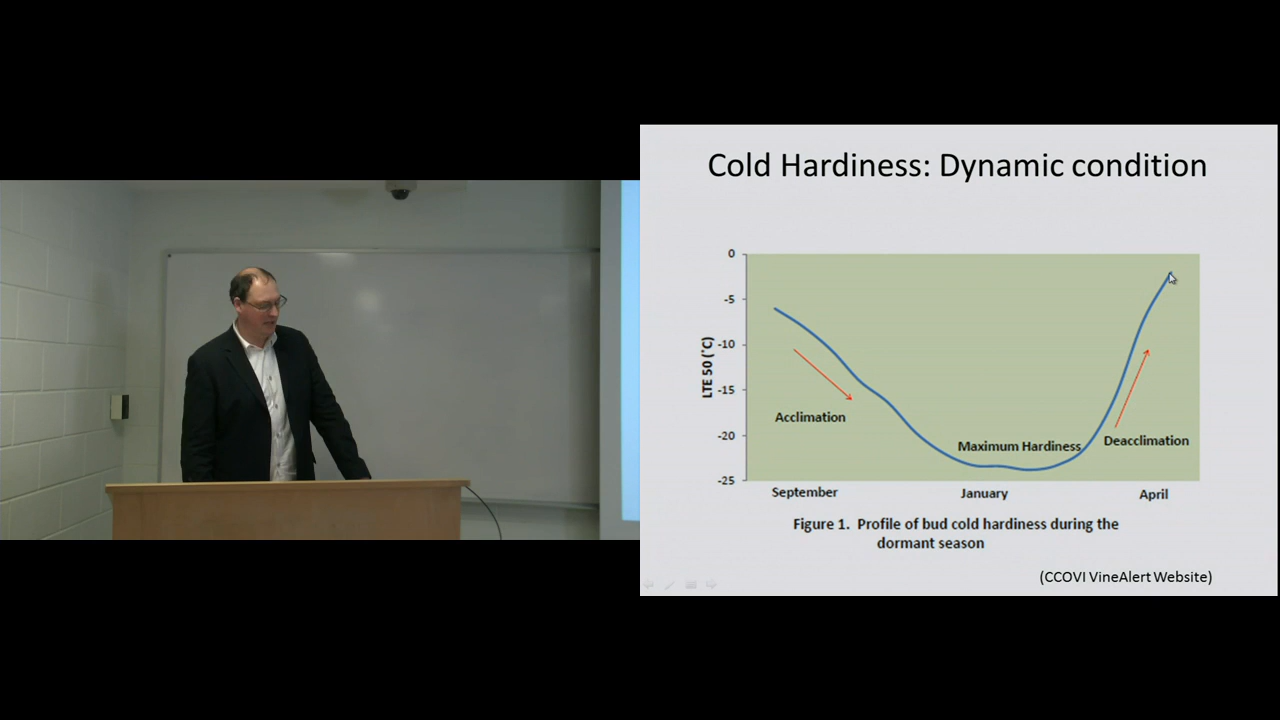 Cold Hardiness: Dynamic condition
0
-5
-10
-15
-20
-25
LTE 50 (°C)
Acclimation
Maximum Hardiness
Deacclimation
September
January
April
Figure 1. Profile of bud cold hardiness during the
dormant season
(CCOVI VineAlert Website)